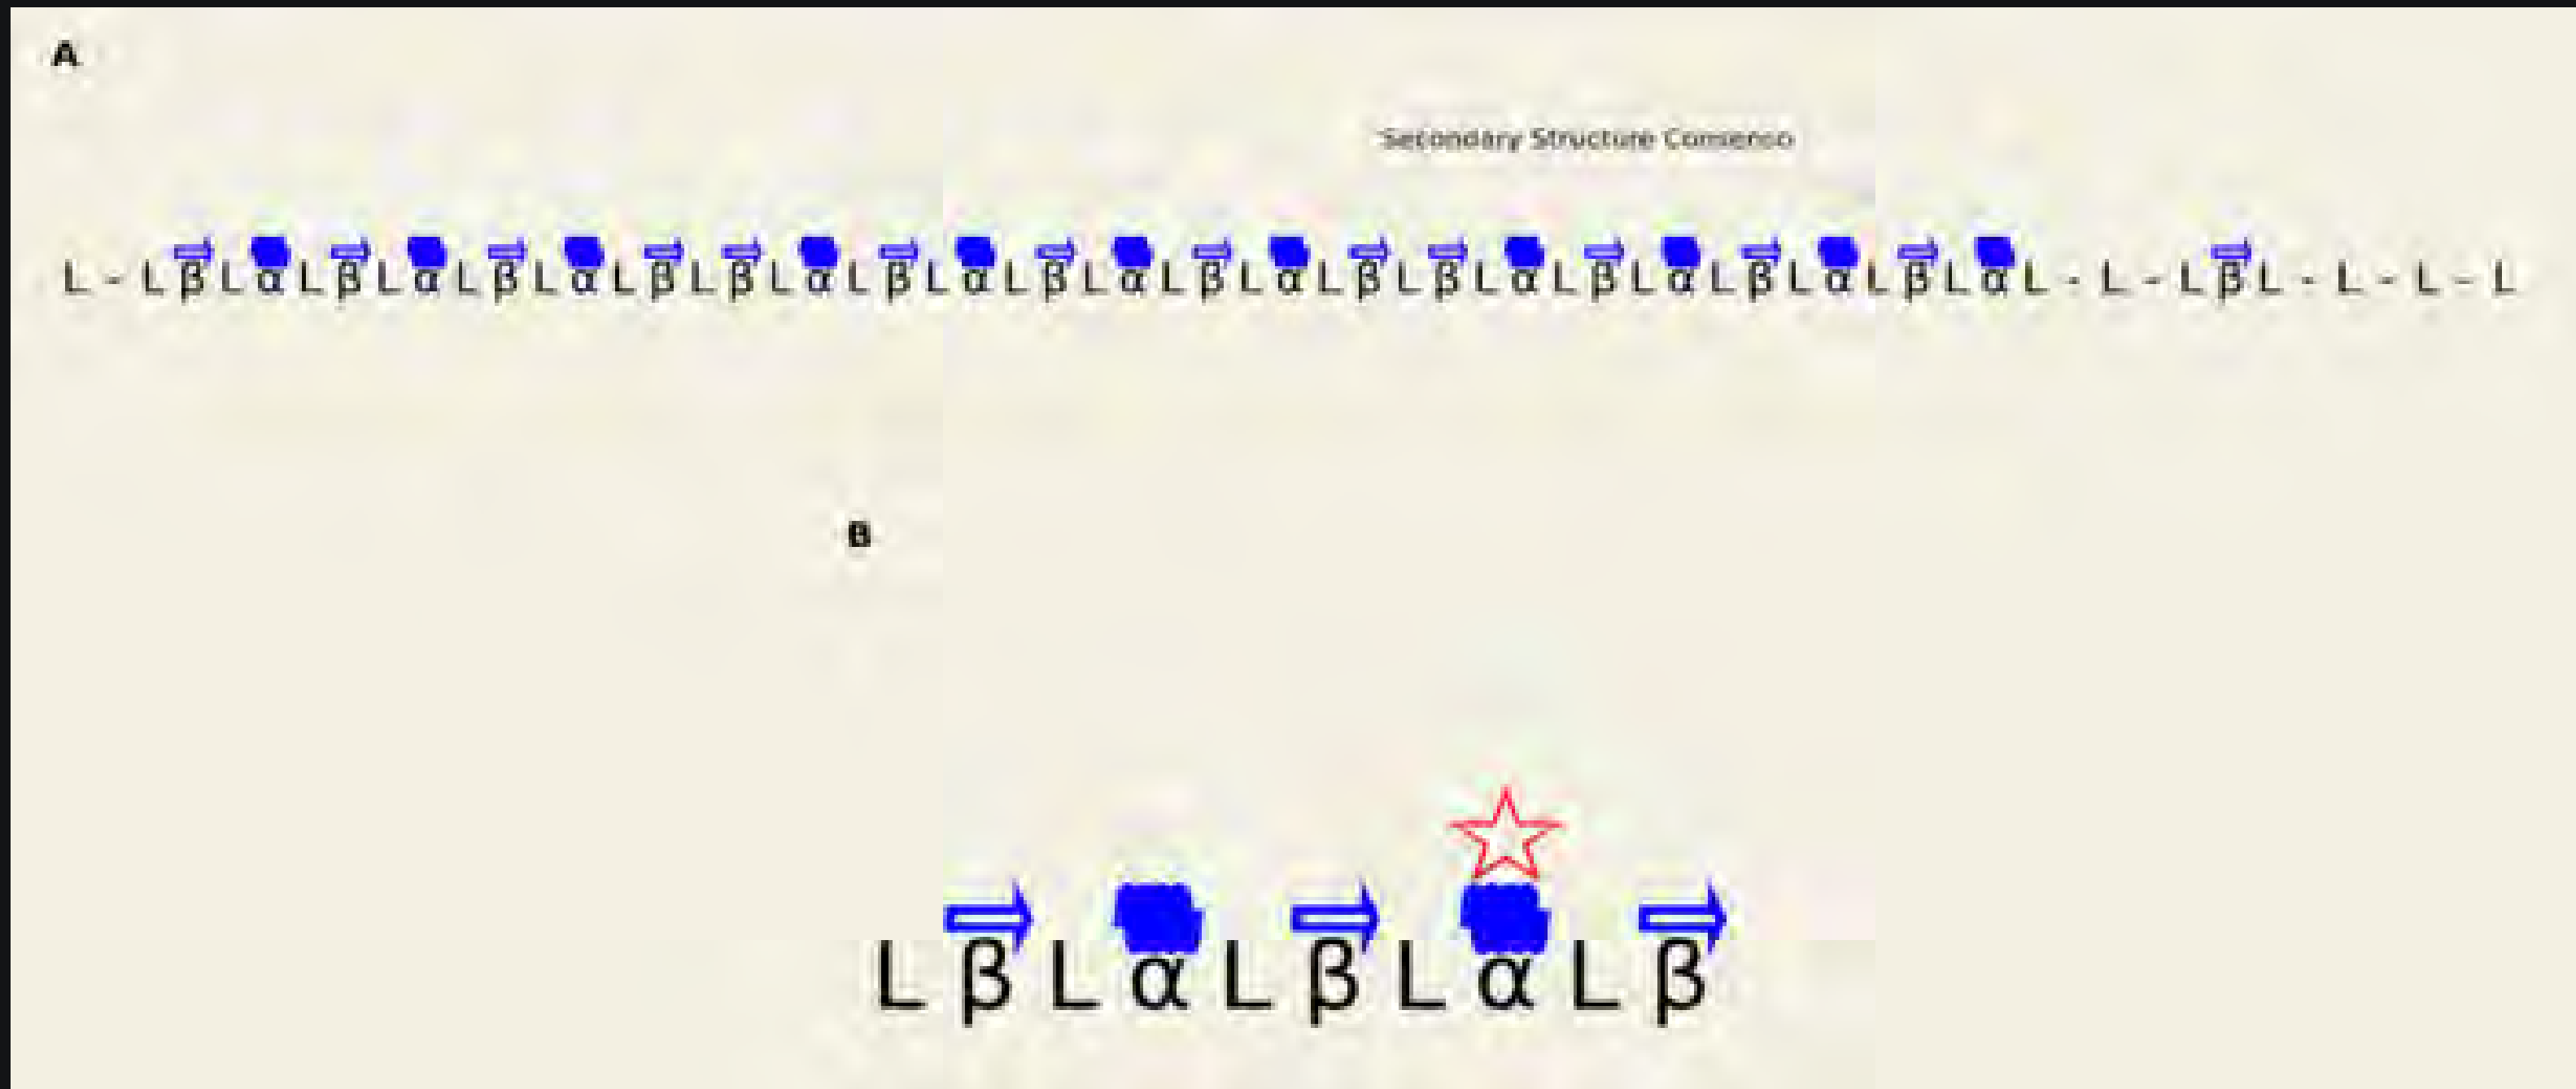 A
Secondary Structure Consenso
L - L β L α L β L α L β L α L β L β L α L β L α L β L α L β L α L β L β L α L β L α L β L α L β L α L - L - L β L - L - L - L
B
L β L α L β L α L β